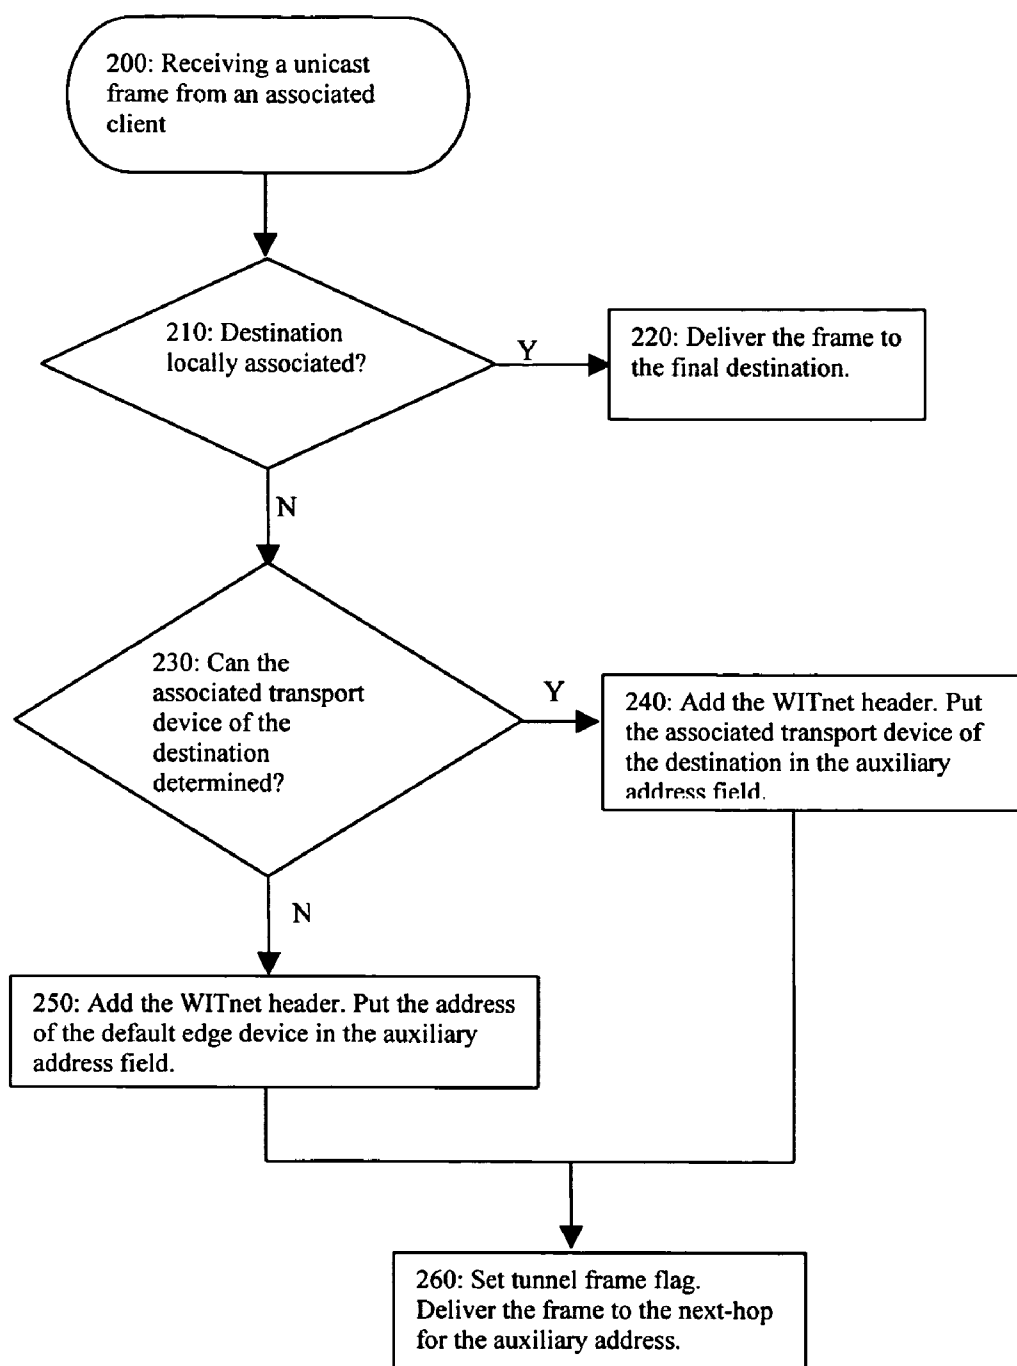 200: Receiving a unicast
frame from an associated
client
210: Destination
locally associated?
Y
220: Deliver the frame to
the final destination.
N
230: Can the
associated transport
device of the
destination
determined?
Y
240: Add the WITnet header. Put
the associated transport device of
the destination in the auxiliary
address field.
N
250: Add the WITnet header. Put the address
of the default edge device in the auxiliary
address field.
260: Set tunnel frame flag.
Deliver the frame to the next-hop
for the auxiliary address.